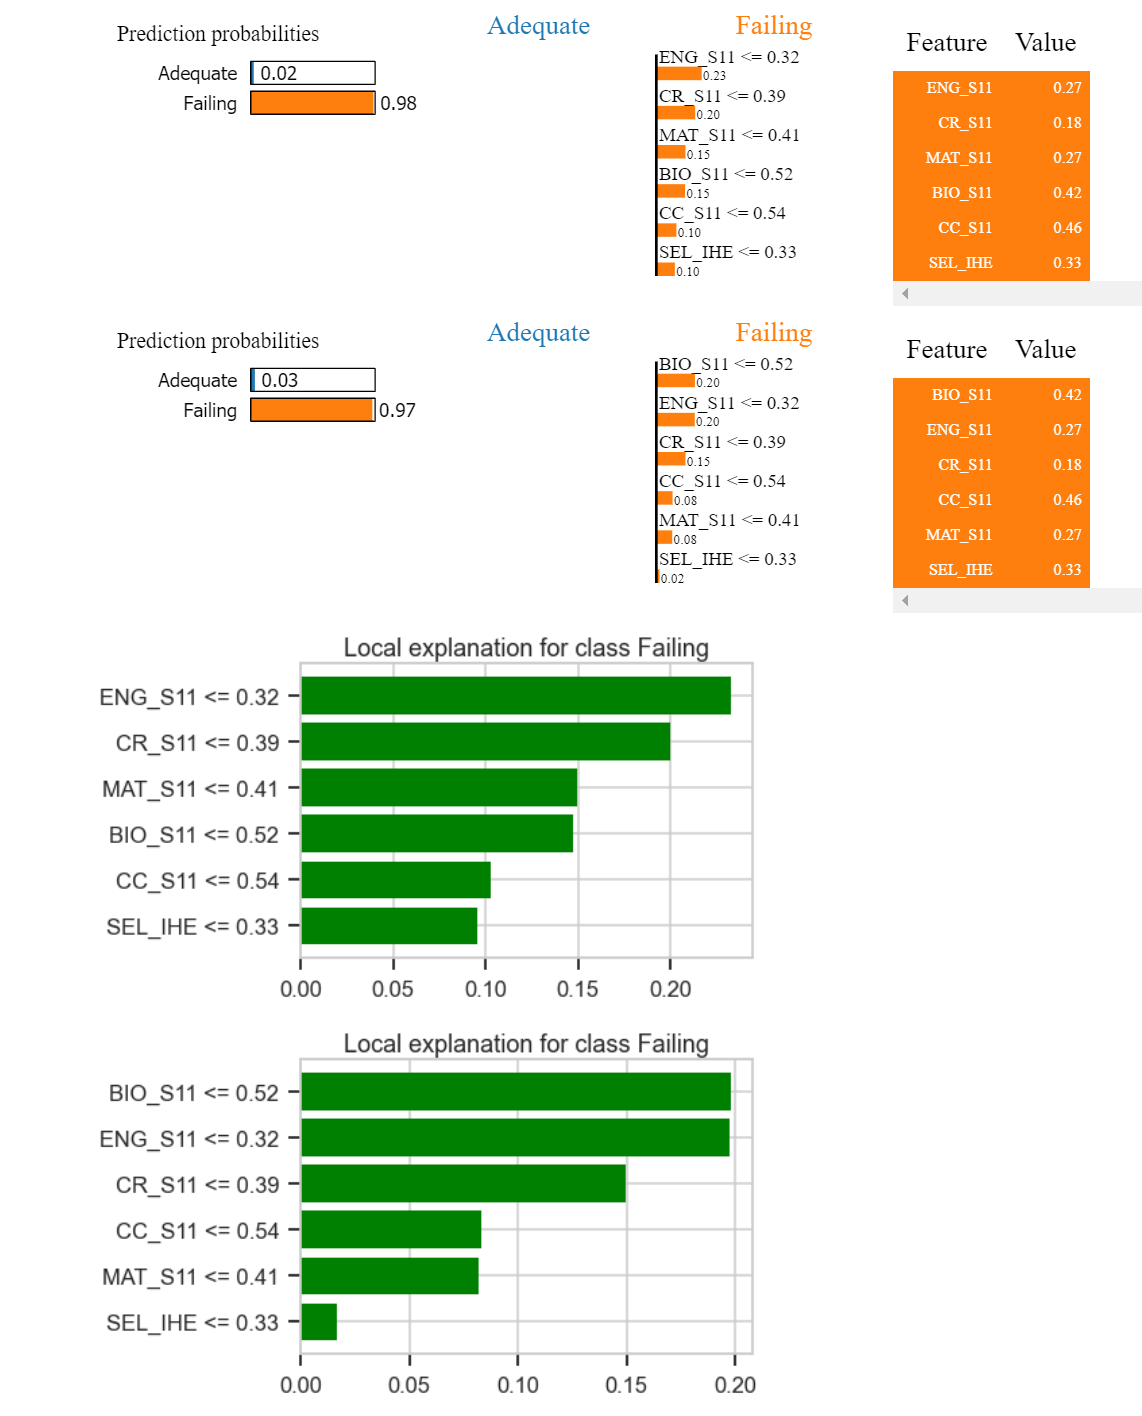 Prediction probabilities
Adequate 0.02
Failing 0.98
Adequate Failing
ENG_S11 <= 0.32
0.23
CR_S11 <= 0.39
0.20
MAT_S11 <= 0.41
0.15
BIO_S11 <= 0.52
0.15
CC_S11 <= 0.54
0.10
SEL_IHE <= 0.33
0.10
Feature Value
ENG_S11 0.27
CR_S11 0.18
MAT_S11 0.27
BIO_S11 0.42
CC_S11 0.46
SEL_IHE 0.33
Prediction probabilities
Adequate 0.03
Failing 0.97
Adequate Failing
BIO_S11 <= 0.52
0.20
ENG_S11 <= 0.32
0.20
CR_S11 <= 0.39
0.15
CC_S11 <= 0.54
0.08
MAT_S11 <= 0.41
0.08
SEL_IHE <= 0.33
0.02
Feature Value
BIO_S11 0.42
ENG_S11 0.27
CR_S11 0.18
CC_S11 0.46
MAT_S11 0.27
SEL_IHE 0.33
Local explanation for class Failing
ENG_S11 <= 0.32
CR_S11 <= 0.39
MAT_S11 <= 0.41
BIO_S11 <= 0.52
CC_S11 <= 0.54
SEL_IHE <= 0.33
0.00 0.05 0.10 0.15 0.20
Local explanation for class Failing
BIO_S11 <= 0.52
ENG_S11 <= 0.32
CR_S11 <= 0.39
CC_S11 <= 0.54
MAT_S11 <= 0.41
SEL_IHE <= 0.33
0.00 0.05 0.10 0.15 0.20